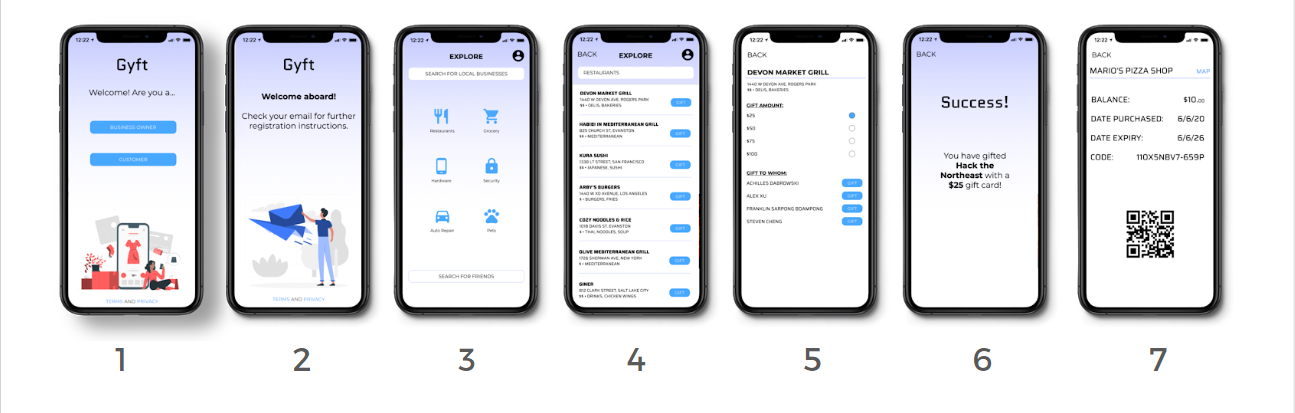 12:22
Gyft
Welcome! Are you a...
BUSINESS OWNER
CUSTOMER
TERMS AND PRIVACY
1
12:22
Gyft
Welcome aboard!
Check your email for further
registration instructions.
TERMS AND PRIVACY
2
12:22
EXPLORE
SEARCH FOR LOCAL BUSINESSES
Restaurants
Grocery
Hardware
Security
Auto Repair
Pets
SEARCH FOR FRIENDS
3
12:22
BACK
EXPLORE
RESTAURANTS
DEVON MARKET GRILL
1440 W DEVON AVE, ROGERS PARK
$$ • DELIS, BAKERIES
GIFT
HABIBI IN MEDITERRANEAN GRILL
825 CHURCH ST, EVANSTON
$$ • MEDITERRANEAN
GIFT
KURA SUSHI
1238 LT STREET, SAN FRANCISCO
$$ • JAPANESE, SUSHI
GIFT
ARBY'S BURGERS
1440 W XO AVENUE, LOS ANGELES
$ • BURGERS, FRIES
GIFT
COZY NOODLES & RICE
1018 DAVIS ST, EVANSTON
$ • THAI, NOODLES, SOUP
GIFT
OLIVE MEDITERRANEAN GRILL
1726 SHERMAN AVE, NEW YORK
$ • MEDITERRANEAN
GIFT
GINER
812 CLARK STREET, SALT LAKE CITY
$$ • DRINKS, CHICKEN WINGS
GIFT
4
12:22
BACK
DEVON MARKET GRILL
1440 W DEVON AVE, ROGERS PARK
$$ • DELIS, BAKERIES
GIFT AMOUNT:
$25
$50
$75
$100
GIFT TO WHOM:
ACHILLES DABROWSKI GIFT
ALEX XU GIFT
FRANKLIN SARPONG BOAMPONG GIFT
STEVEN CHENG GIFT
5
12:22
BACK
Success!
You have gifted
Hack the
Northeast with a
$25 gift card!
6
12:22
BACK
MARIO'S PIZZA SHOP MAP
BALANCE: $10.00
DATE PURCHASED: 6/6/20
DATE EXPIRY: 6/6/26
CODE: 110X5N8V7-659P
7